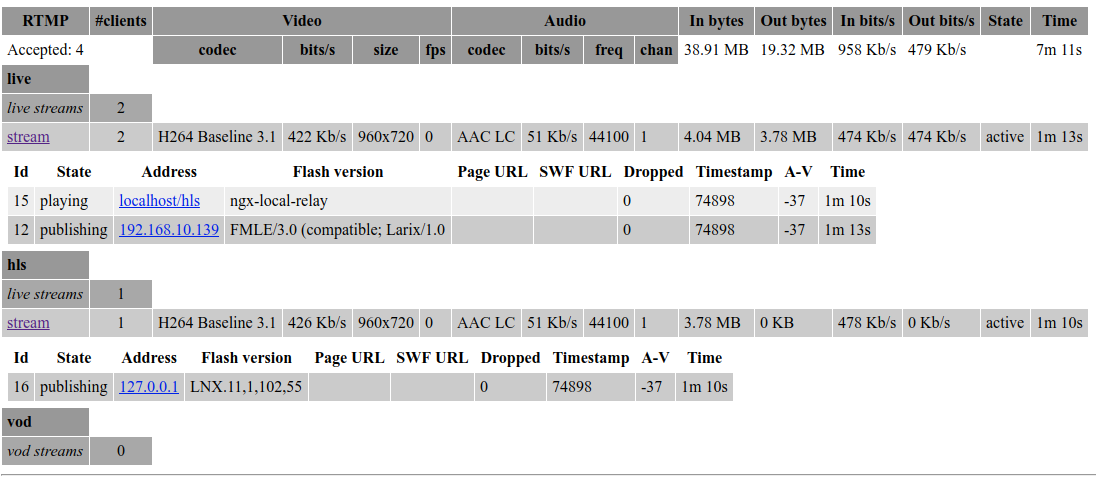 RTMP #clients Video Audio In bytes Out bytes In bits/s Out bits/s State Time
Accepted: 4 codec bits/s size fps codec bits/s freq chan 38.91 MB 19.32 MB 958 Kb/s 479 Kb/s 7m 11s
live
live streams 2
stream 2 H264 Baseline 3.1 422 Kb/s 960x720 0 AAC LC 51 Kb/s 44100 1 4.04 MB 3.78 MB 474 Kb/s 474 Kb/s active 1m 13s
Id State Address Flash version Page URL SWF URL Dropped Timestamp A-V Time
15 playing localhost/hls ngx-local-relay 0 74898 -37 1m 10s
12 publishing 192.168.10.139 FMLE/3.0 (compatible; Larix/1.0 0 74898 -37 1m 13s
hls
live streams 1
stream 1 H264 Baseline 3.1 426 Kb/s 960x720 0 AAC LC 51 Kb/s 44100 1 3.78 MB 0 KB 478 Kb/s 0 Kb/s active 1m 10s
Id State Address Flash version Page URL SWF URL Dropped Timestamp A-V Time
16 publishing 127.0.0.1 LNX.11,1,102,55 0 74898 -37 1m 10s
vod
vod streams 0